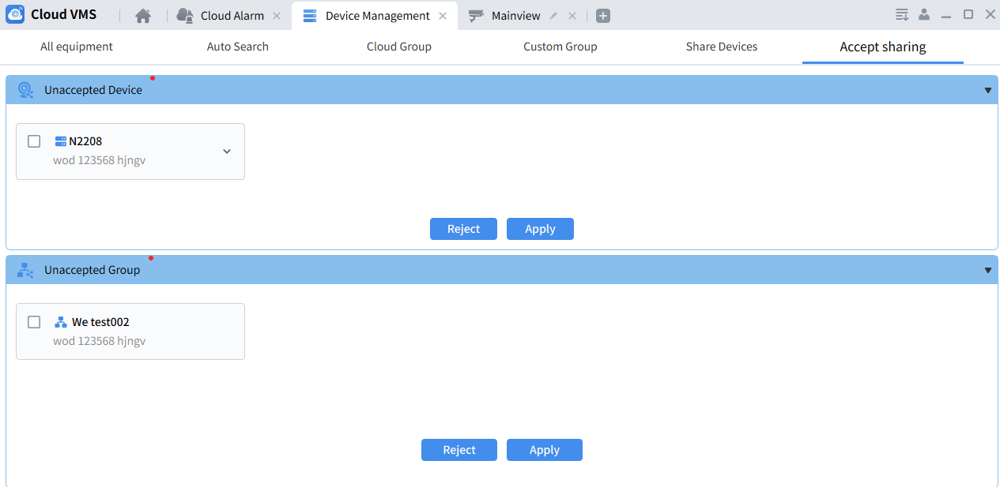 Cloud VMS Cloud Alarm Device Management Mainview
All equipment Auto Search Cloud Group Custom Group Share Devices Accept sharing
Unaccepted Device
N2208
wod 123568 hjngv
Reject Apply
Unaccepted Group
We test002
wod 123568 hjngv
Reject Apply